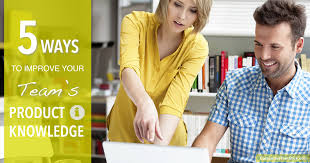 5 WAYS
TO IMPROVE YOUR
Team's
PRODUCT
KNOWLEDGE